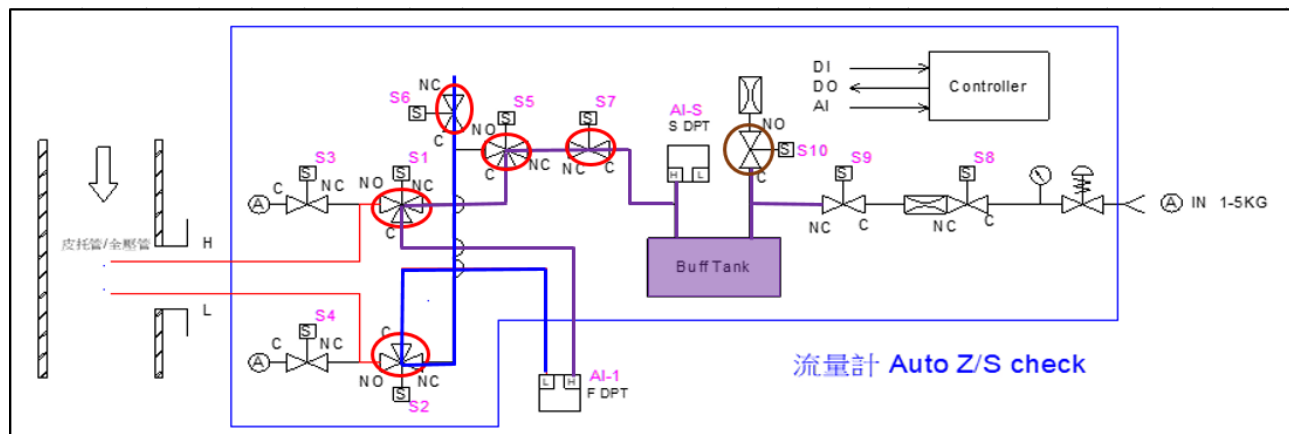 NC
S6
S
S5
S
S7
S
NO
C
NC
NC
C
AI-S
S DPT
H
L
NO
S
S10
C
DI
DO
AI
Controller
S9
S
NC
C
S8
S
NC
C
A
IN 1-5KG
S3
S
C
NC
A
S1
S
NO
NC
C
皮托管/全壓管
H
L
Buff Tank
S4
S
C
NC
A
C
NO
NC
S
S2
L
H
AI-1
F DPT
流量計 Auto Z/S check